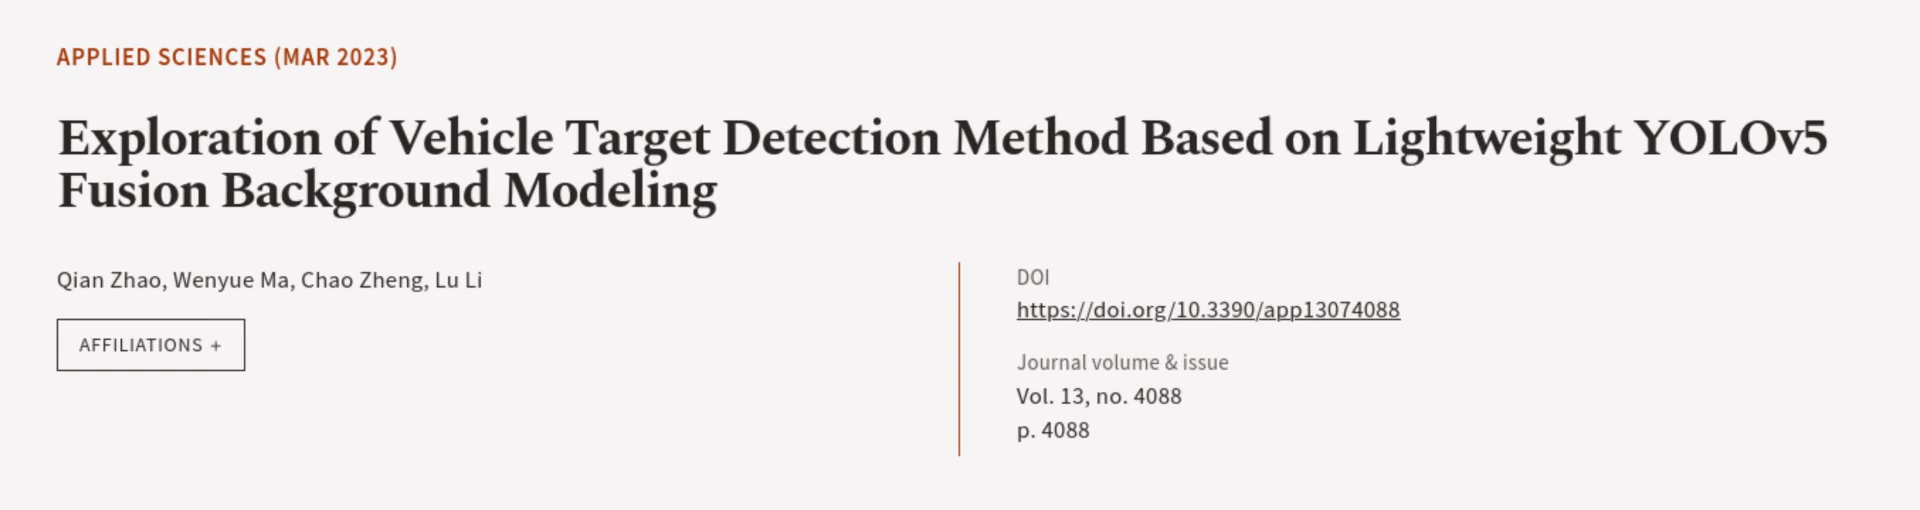 APPLIED SCIENCES (MAR 2023)
Exploration of Vehicle Target Detection Method Based on Lightweight YOLOv5
Fusion Background Modeling
Qian Zhao, Wenyue Ma, Chao Zheng, Lu Li
AFFILIATIONS +
DOI
https://doi.org/10.3390/app13074088
Journal volume & issue
Vol. 13, no. 4088
p. 4088